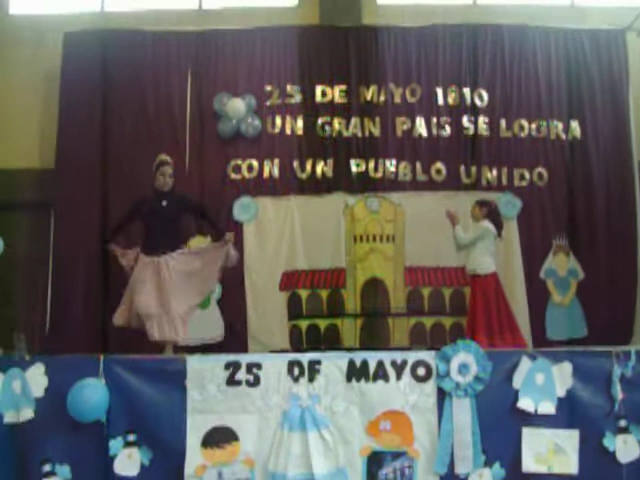 25 DE MAYO 1810
UN GRAN PAIS SE LOGRA
CON UN PUEBLO UNIDO
25 DE MAYO